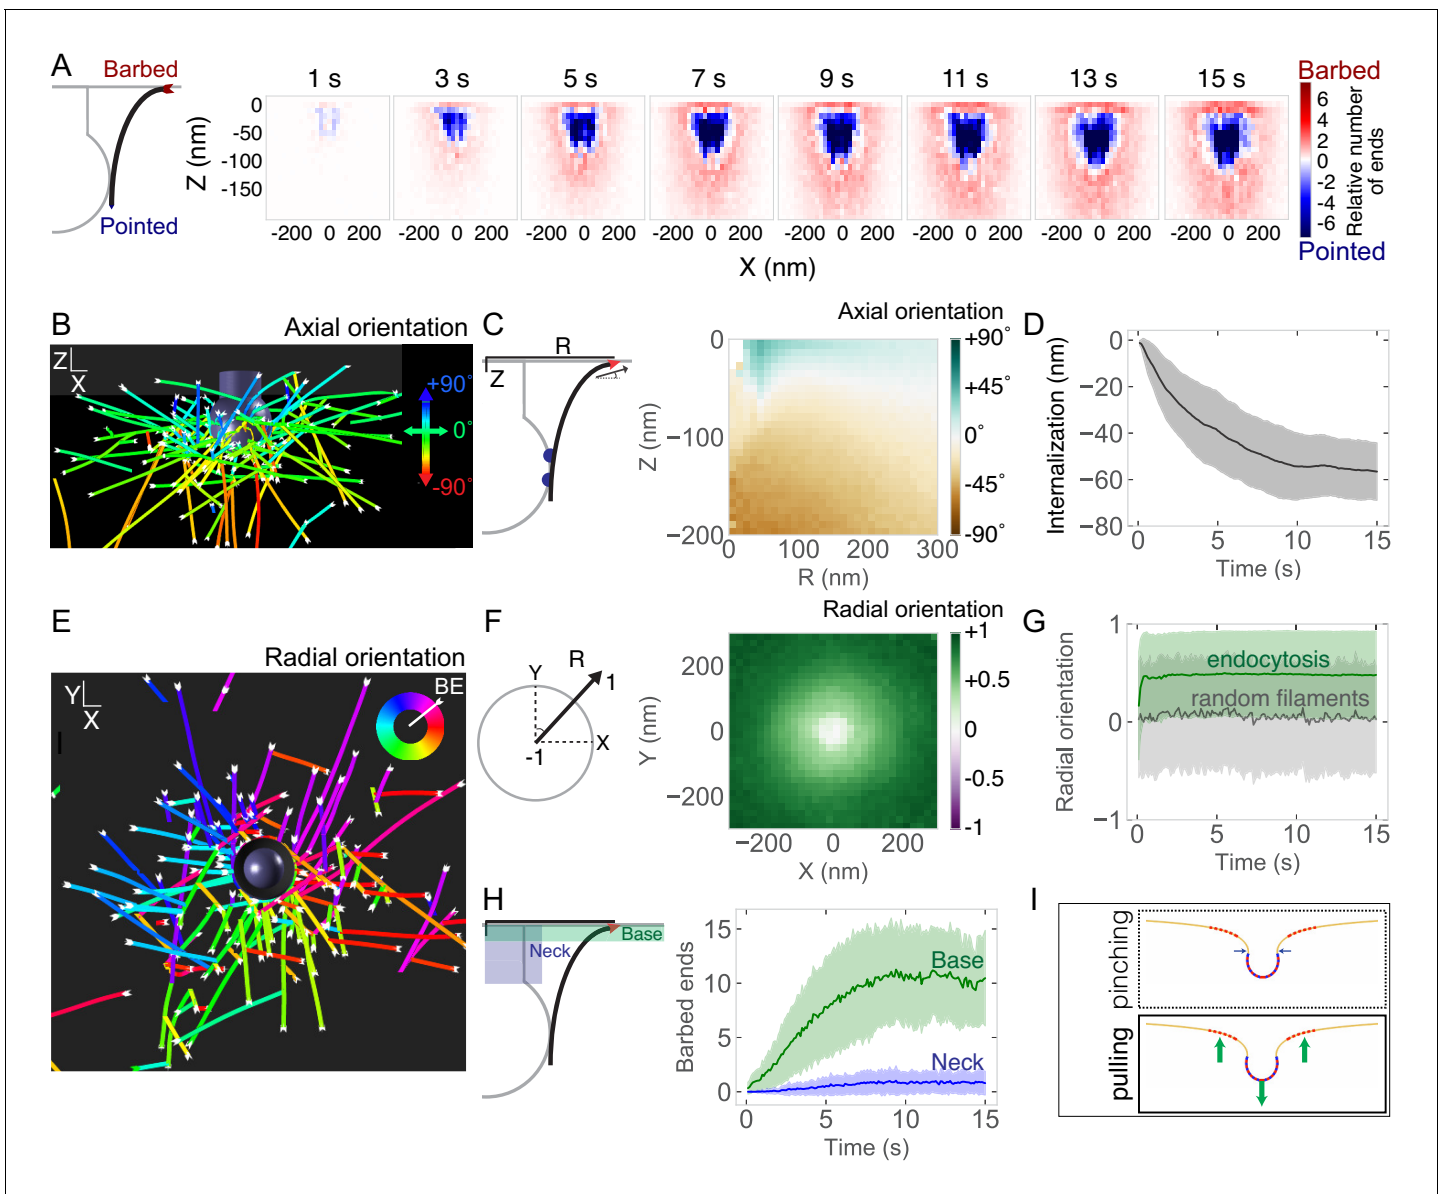 A
Barbed
Pointed
1 s
3 s
5 s
7 s
9 s
11 s
13 s
15 s
Z (nm)
0
-50
-100
-150
-200 0 200
-200 0 200
-200 0 200
-200 0 200
-200 0 200
-200 0 200
-200 0 200
-200 0 200
X (nm)
Barbed
6
4
2
0
-2
-4
-6
Relative number
of ends
Pointed
B
Axial orientation
Z
X
+90°
0°
-90°
C
R
Z
Axial orientation
Z (nm)
0
−100
−200
0 100 200 300
R (nm)
+90°
+45°
0°
-45°
-90°
D
Internalization (nm)
0
−20
−40
−60
−80
0 5 10 15
Time (s)
E
Radial orientation
Y
X
BE
F
Y
R
1
X
-1
Radial orientation
Y (nm)
200
0
−200
−200 0 200
X (nm)
+1
+0.5
0
-0.5
-1
G
Radial orientation
1
0
−1
endocytosis
random filaments
0 5 10 15
Time (s)
H
Base
Neck
Barbed ends
15
10
5
0
Base
Neck
0 5 10 15
Time (s)
I
pinching
pulling